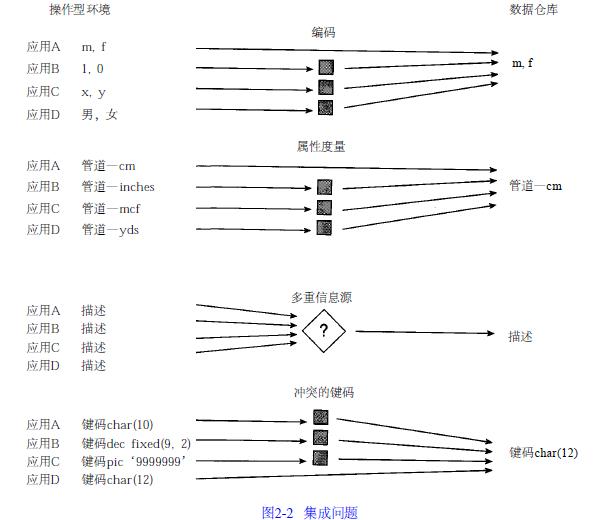 操作型环境 数据仓库
编码
应用A m, f
应用B 1, 0 m, f
应用C x, y
应用D 男, 女
属性度量
应用A 管道—cm
应用B 管道—inches 管道—cm
应用C 管道—mcf
应用D 管道—yds
多重信息源
应用A 描述
应用B 描述 ? 描述
应用C 描述
应用D 描述
冲突的键码
应用A 键码char(10)
应用B 键码dec fixed(9, 2) 键码char(12)
应用C 键码pic ‘9999999’
应用D 键码char(12)
图2-2 集成问题